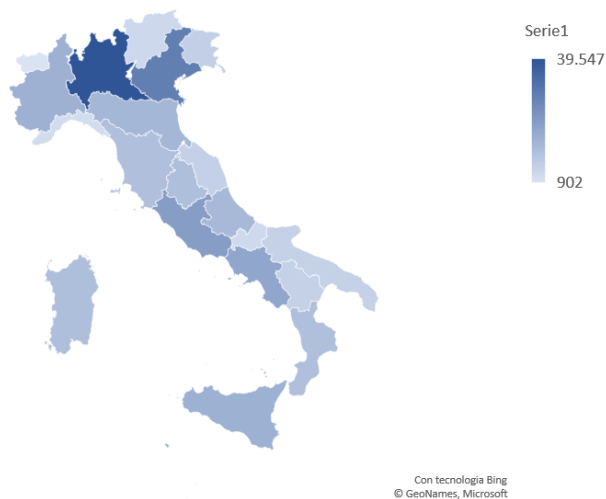 Serie1
39.547
902
Con tecnologia Bing
© GeoNames, Microsoft